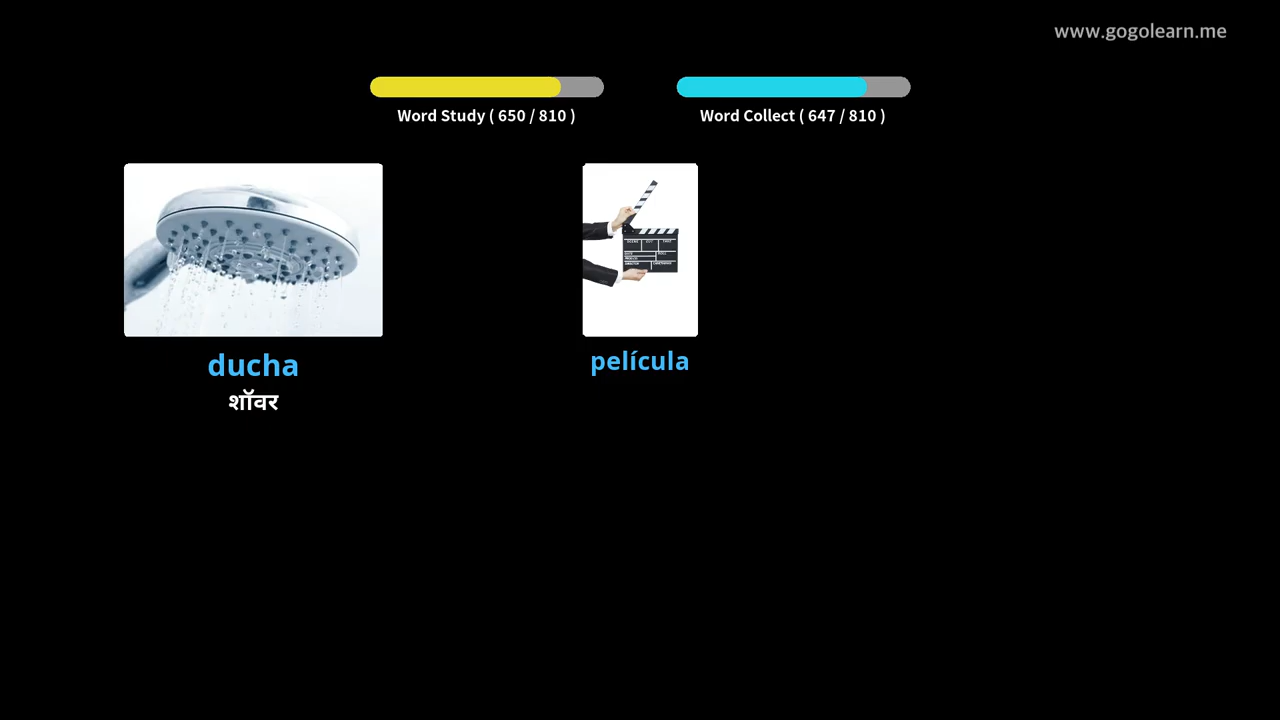 www.gogolearn.me
Word Study ( 650 / 810 )
Word Collect ( 647 / 810 )
ducha
शॉवर
película